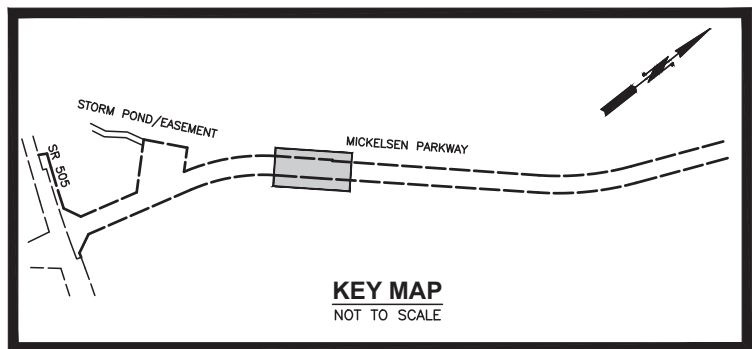 STORM POND/EASEMENT
MICKELSEN PARKWAY
SR 505
KEY MAP
NOT TO SCALE